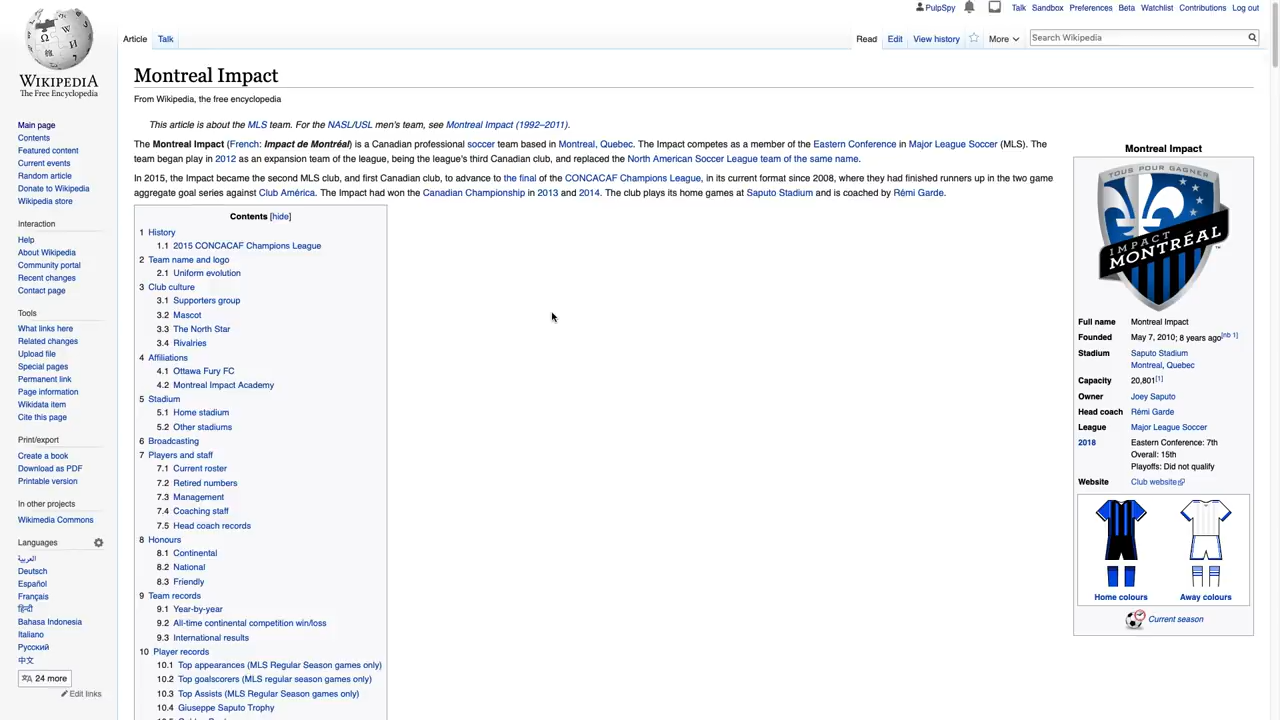 PulpSpy Talk Sandbox Preferences Beta Watchlist Contributions Log out
Article Talk Read Edit View history More Search Wikipedia
WIKIPEDIA
The Free Encyclopedia
Main page
Contents
Featured content
Current events
Random article
Donate to Wikipedia
Wikipedia store
Interaction
Help
About Wikipedia
Community portal
Recent changes
Contact page
Tools
What links here
Related changes
Upload file
Special pages
Permanent link
Page information
Wikidata item
Cite this page
Print/export
Create a book
Download as PDF
Printable version
In other projects
Wikimedia Commons
Languages
العربية
Deutsch
Español
Français
हिन्दी
Bahasa Indonesia
Italiano
Русский
中文
24 more
Edit links
Montreal Impact
From Wikipedia, the free encyclopedia
This article is about the MLS team. For the NASL/USL men's team, see Montreal Impact (1992–2011).
The Montreal Impact (French: Impact de Montréal) is a Canadian professional soccer team based in Montreal, Quebec. The Impact competes as a member of the Eastern Conference in Major League Soccer (MLS). The
team began play in 2012 as an expansion team of the league, being the league's third Canadian club, and replaced the North American Soccer League team of the same name.
In 2015, the Impact became the second MLS club, and first Canadian club, to advance to the final of the CONCACAF Champions League, in its current format since 2008, where they had finished runners up in the two game
aggregate goal series against Club América. The Impact had won the Canadian Championship in 2013 and 2014. The club plays its home games at Saputo Stadium and is coached by Rémi Garde.
Contents [hide]
1 History
1.1 2015 CONCACAF Champions League
2 Team name and logo
2.1 Uniform evolution
3 Club culture
3.1 Supporters group
3.2 Mascot
3.3 The North Star
3.4 Rivalries
4 Affiliations
4.1 Ottawa Fury FC
4.2 Montreal Impact Academy
5 Stadium
5.1 Home stadium
5.2 Other stadiums
6 Broadcasting
7 Players and staff
7.1 Current roster
7.2 Retired numbers
7.3 Management
7.4 Coaching staff
7.5 Head coach records
8 Honours
8.1 Continental
8.2 National
8.3 Friendly
9 Team records
9.1 Year-by-year
9.2 All-time continental competition win/loss
9.3 International results
10 Player records
10.1 Top appearances (MLS Regular Season games only)
10.2 Top goalscorers (MLS regular season games only)
10.3 Top Assists (MLS Regular Season games only)
10.4 Giuseppe Saputo Trophy
Montreal Impact
TOUS POUR GAGNER
IMPACT
MONTRÉAL
Full name Montreal Impact
Founded May 7, 2010; 8 years ago[nb 1]
Stadium Saputo Stadium
Montreal, Quebec
Capacity 20,801[1]
Owner Joey Saputo
Head coach Rémi Garde
League Major League Soccer
2018 Eastern Conference: 7th
Overall: 15th
Playoffs: Did not qualify
Website Club website
Home colours Away colours
Current season